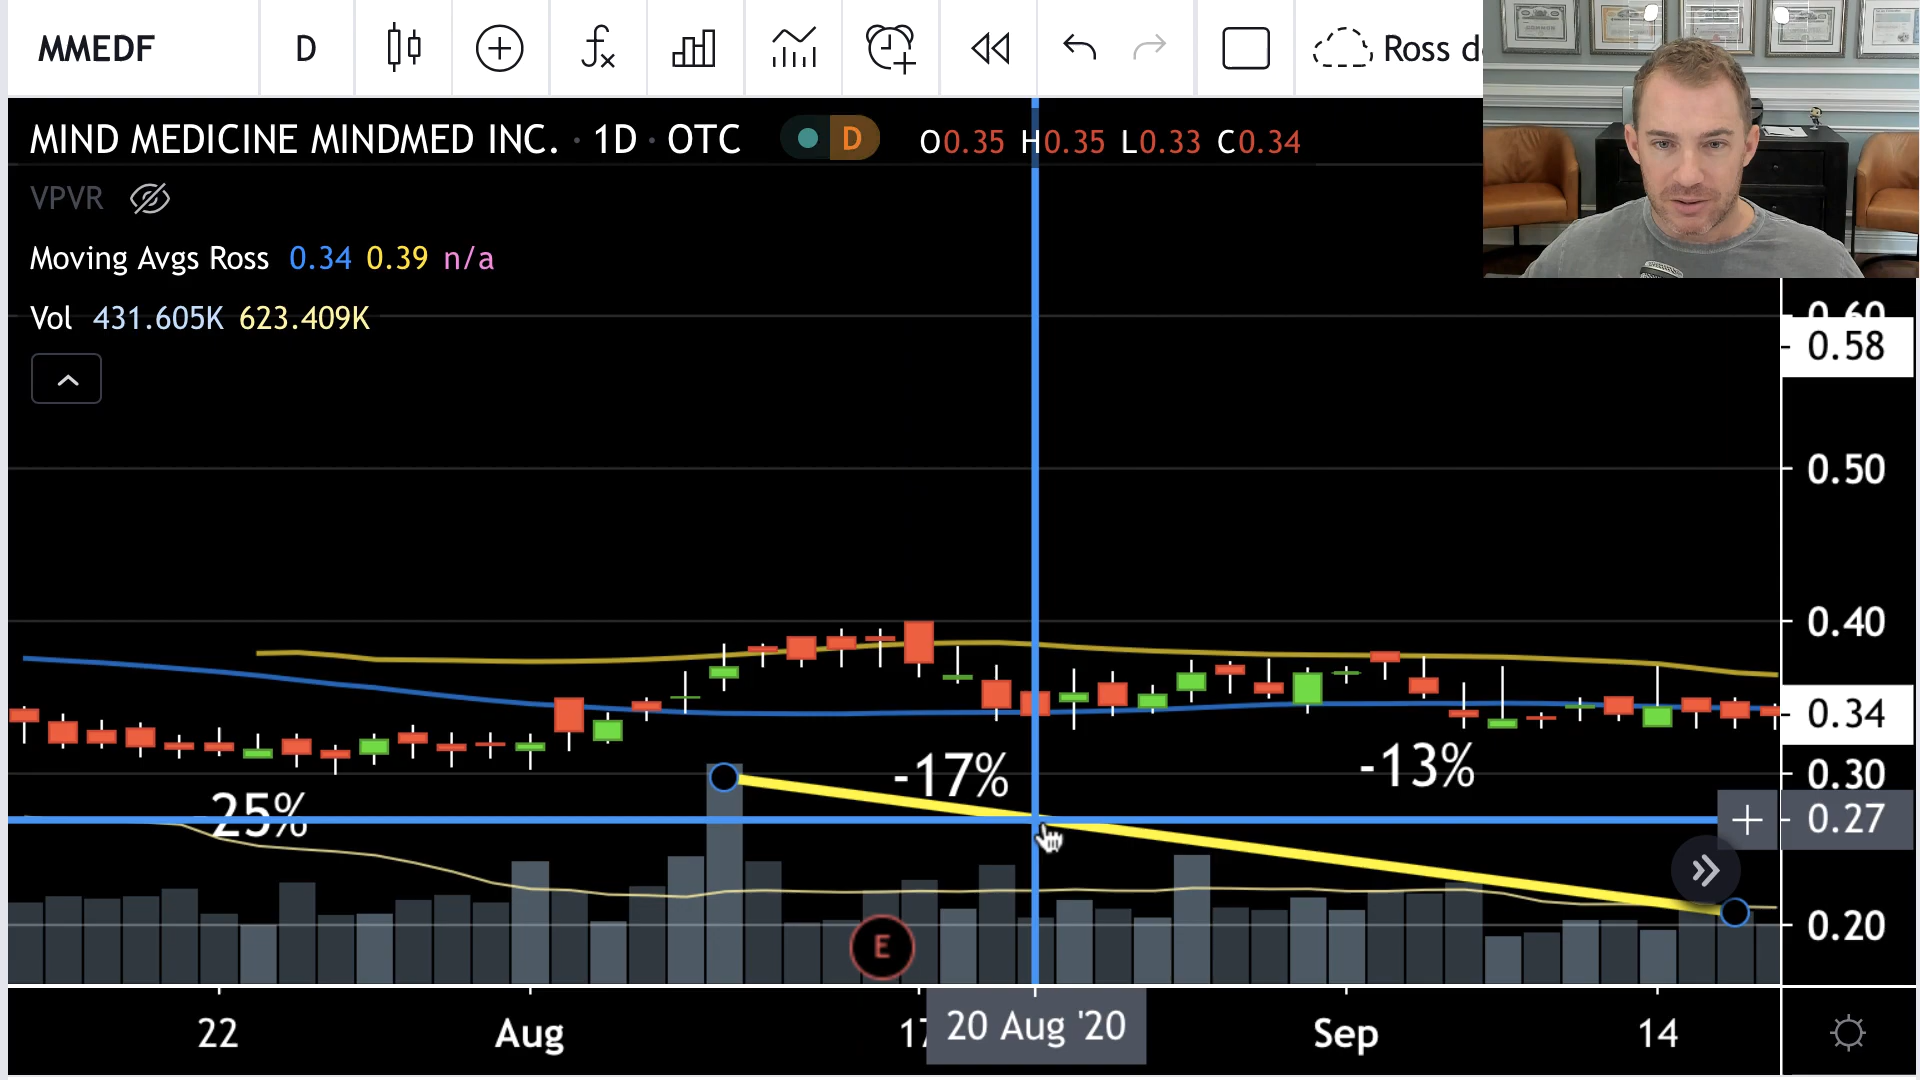 MMEDF D Ross d
MIND MEDICINE MINDMED INC. · 1D · OTC D O0.35 H0.35 L0.33 C0.34
VPVR
Moving Avgs Ross 0.34 0.39 n/a
Vol 431.605K 623.409K
0.60
0.58
0.50
0.40
0.34
0.30
0.27
0.20
-17%
-13%
25%
E
22 Aug 17 20 Aug '20 Sep 14